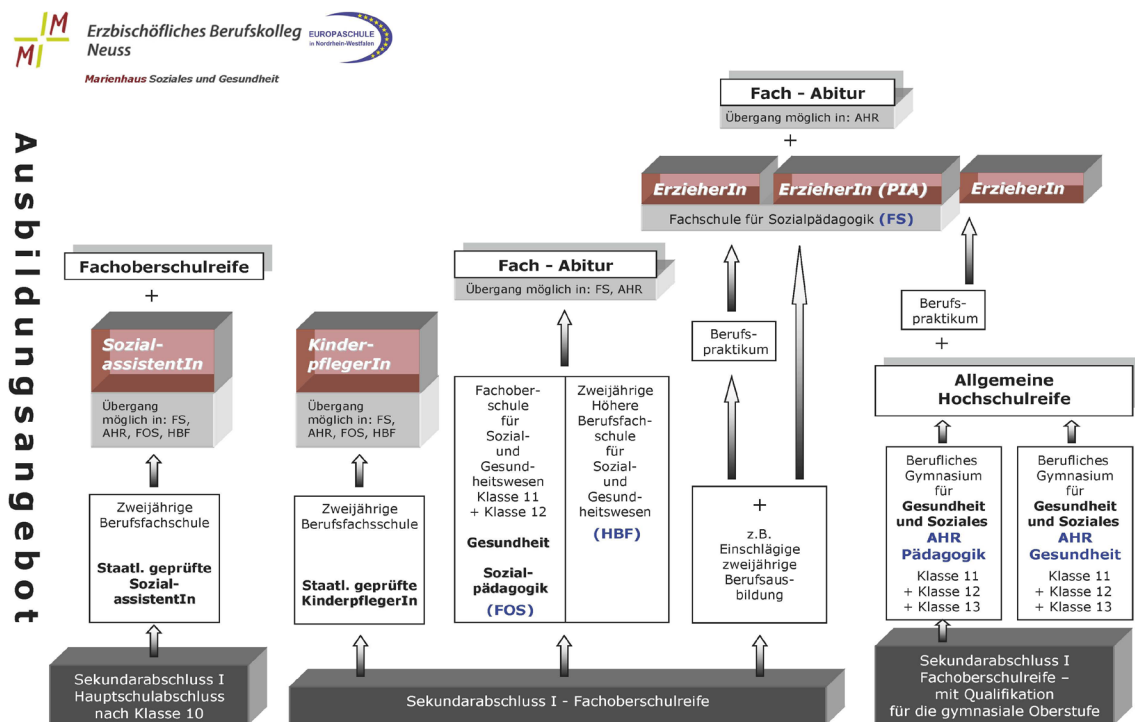 M
M
Erzbischöfliches Berufskolleg
Neuss
Marienhaus Soziales und Gesundheit
EUROPASCHULE
in Nordrhein-Westfalen
Ausbildungsangebot
Fach - Abitur
Übergang möglich in: AHR
+
ErzieherIn
ErzieherIn (PIA)
ErzieherIn
Fachschule für Sozialpädagogik (FS)
Fachoberschulreife
+
Sozial-
assistentIn
Übergang
möglich in: FS,
AHR, FOS, HBF
Zweijährige
Berufsfachschule
Staatl. geprüfte
Sozial-
assistentIn
Sekundarabschluss I
Hauptschulabschluss
nach Klasse 10
Kinder-
pflegerIn
Übergang
möglich in: FS,
AHR, FOS, HBF
Zweijährige
Berufsfachsschule
Staatl. geprüfte
KinderpflegerIn
Fach - Abitur
Übergang möglich in: FS, AHR
Fachober-
schule
für
Sozial-
und
Gesund-
heitswesen
Klasse 11
+ Klasse 12
Gesundheit
Sozial-
pädagogik
(FOS)
Zweijährige
Höhere
Berufsfach-
schule
für
Sozial-
und
Gesund-
heitswesen
(HBF)
Berufs-
praktikum
+
z.B.
Einschlägige
zweijährige
Berufsaus-
bildung
Sekundarabschluss I - Fachoberschulreife
Berufs-
praktikum
+
Allgemeine
Hochschulreife
Berufliches
Gymnasium
für
Gesundheit
und Soziales
AHR
Pädagogik
Klasse 11
+ Klasse 12
+ Klasse 13
Berufliches
Gymnasium
für
Gesundheit
und Soziales
AHR
Gesundheit
Klasse 11
+ Klasse 12
+ Klasse 13
Sekundarabschluss I
Fachoberschulreife –
mit Qualifikation
für die gymnasiale Oberstufe